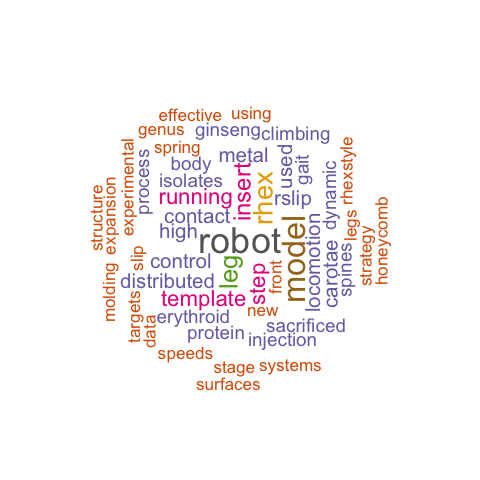 effective using
genus ginseng climbing
spring metal
body
isolates
running
contact
high
robot
control
distributed
template
erythroid
protein
new
sacrificed
injection
speeds
stage systems
surfaces
structure
expansion
experimental
process
molding
slip
targets
data
leg
step
insert
rhex
front
model
used
gait
rslip
locomotion
dynamic
carotae
spines
rhexstyle
legs
strategy
honeycomb